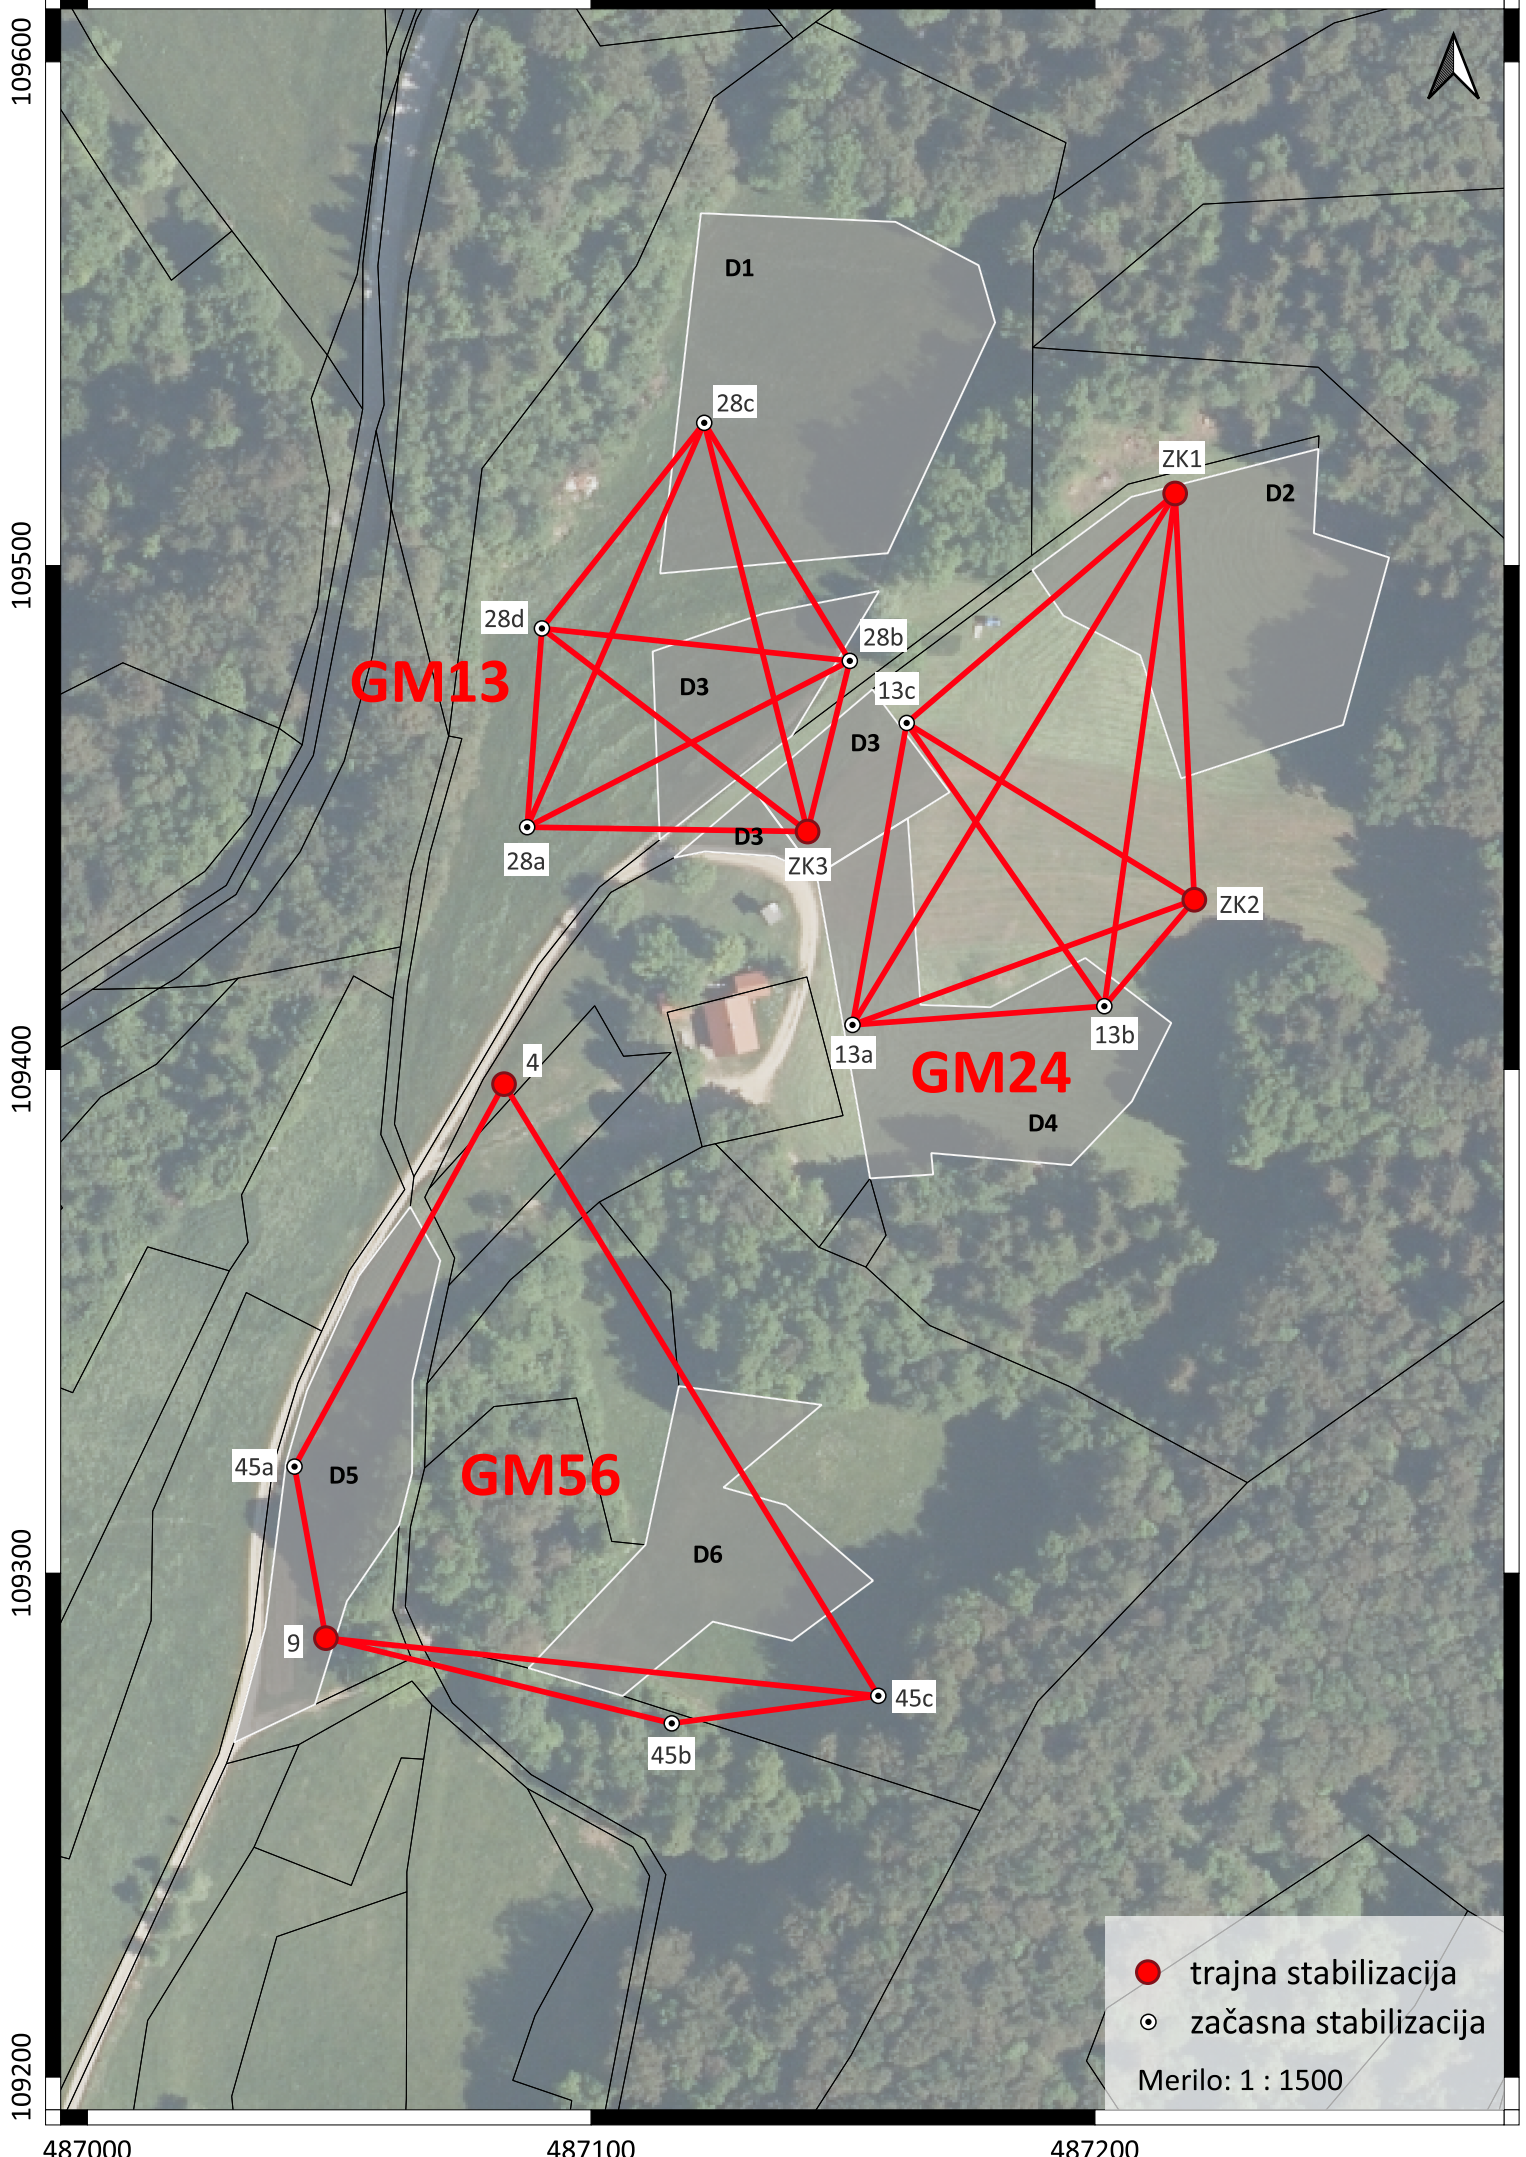 109600
D1
28c
ZK1
D2
109500
28d
28b
GM13
D3
13c
D3
D3
28a
ZK3
ZK2
13b
13a
4
GM24
109400
D4
45a
D5
GM56
D6
109300
9
45c
45b
trajna stabilizacija
začasna stabilizacija
Merilo: 1 : 1500
109200
487000
487100
487200